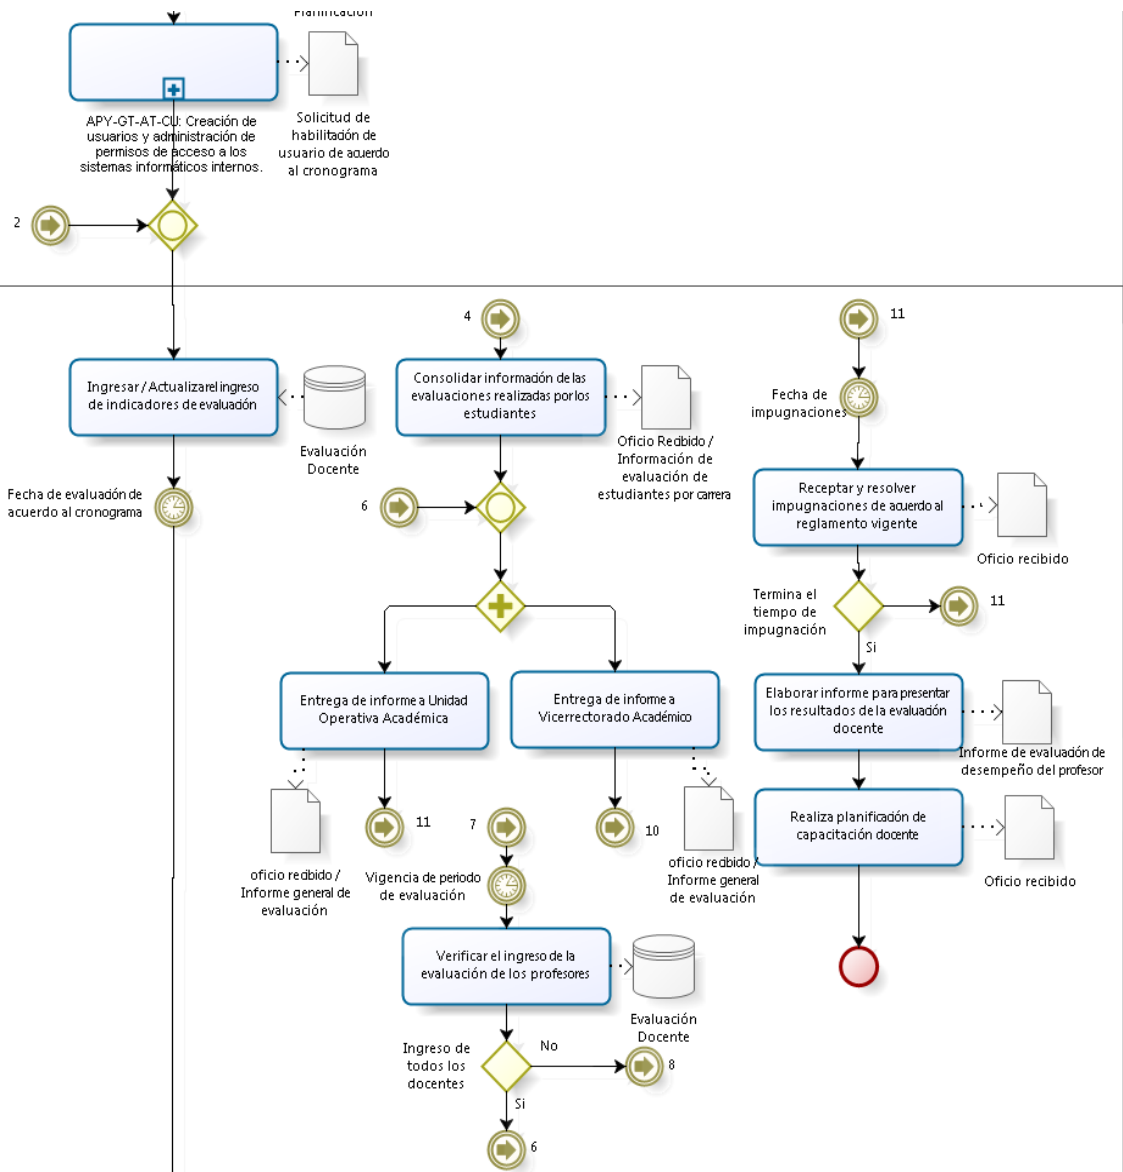 Planificación
APY-GT-AT-CU: Creación de
usuarios y administración de
permisos de acceso a los
sistemas informáticos internos.
Solicitud de
habilitación de
usuario de acuerdo
al cronograma
2
Ingresar / Actualizar el ingreso
de indicadores de evaluación
Evaluación
Docente
Fecha de evaluación de
acuerdo al cronograma
4
Consolidar información de las
evaluaciones realizadas por los
estudiantes
Oficio Recibido /
Información de
evaluación de
estudiantes por carrera
6
Entrega de informe a Unidad
Operativa Académica
Entrega de informe a
Vicerrectorado Académico
oficio recibido /
Informe general de
evaluación
11
7
10
oficio recibido /
Informe general
de evaluación
Vigencia de periodo
de evaluación
Verificar el ingreso de la
evaluación de los profesores
Evaluación
Docente
Ingreso de
todos los
docentes
No
8
Si
6
11
Fecha de
impugnaciones
Receptar y resolver
impugnaciones de acuerdo al
reglamento vigente
Oficio recibido
Termina el
tiempo de
impugnación
11
Si
Elaborar informe para presentar
los resultados de la evaluación
docente
Informe de evaluación de
desempeño del profesor
Realiza planificación de
capacitación docente
Oficio recibido